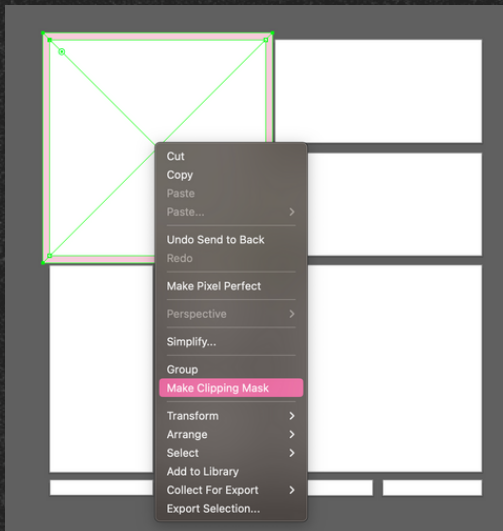 Cut
Copy
Paste
Paste...
Undo Send to Back
Redo
Make Pixel Perfect
Perspective
Simplify...
Group
Make Clipping Mask
Transform
Arrange
Select
Add to Library
Collect For Export
Export Selection...